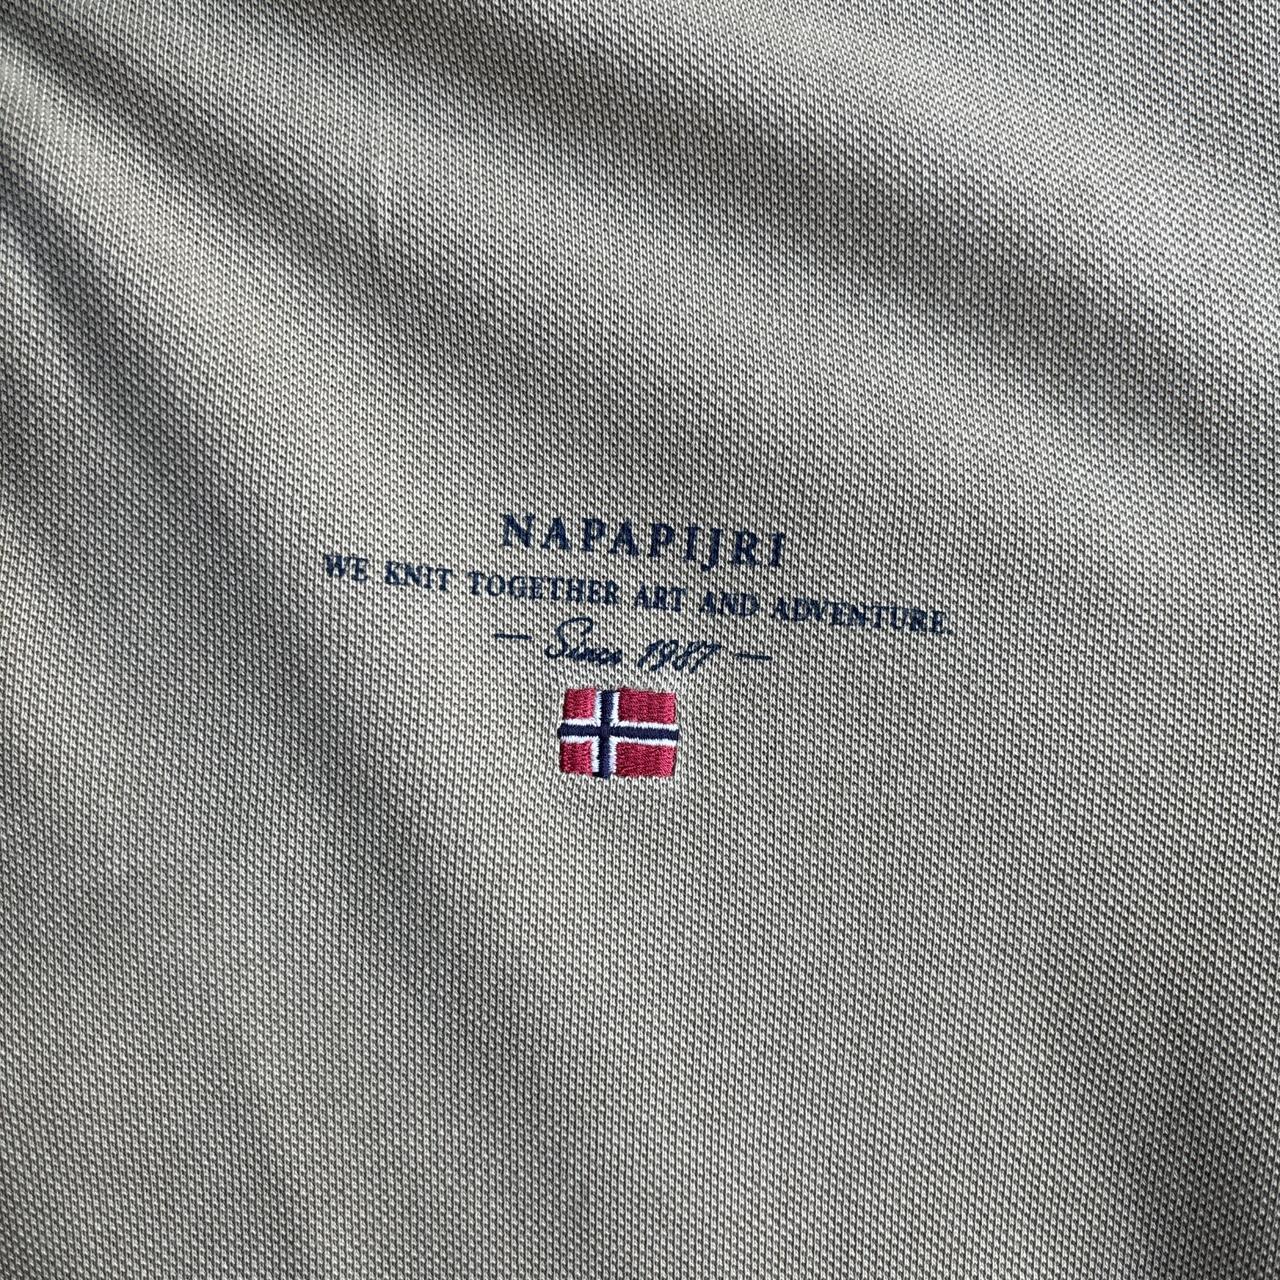 NAPAPIJRI
WE KNIT TOGETHER ART AND ADVENTURE.
— Since 1987 —